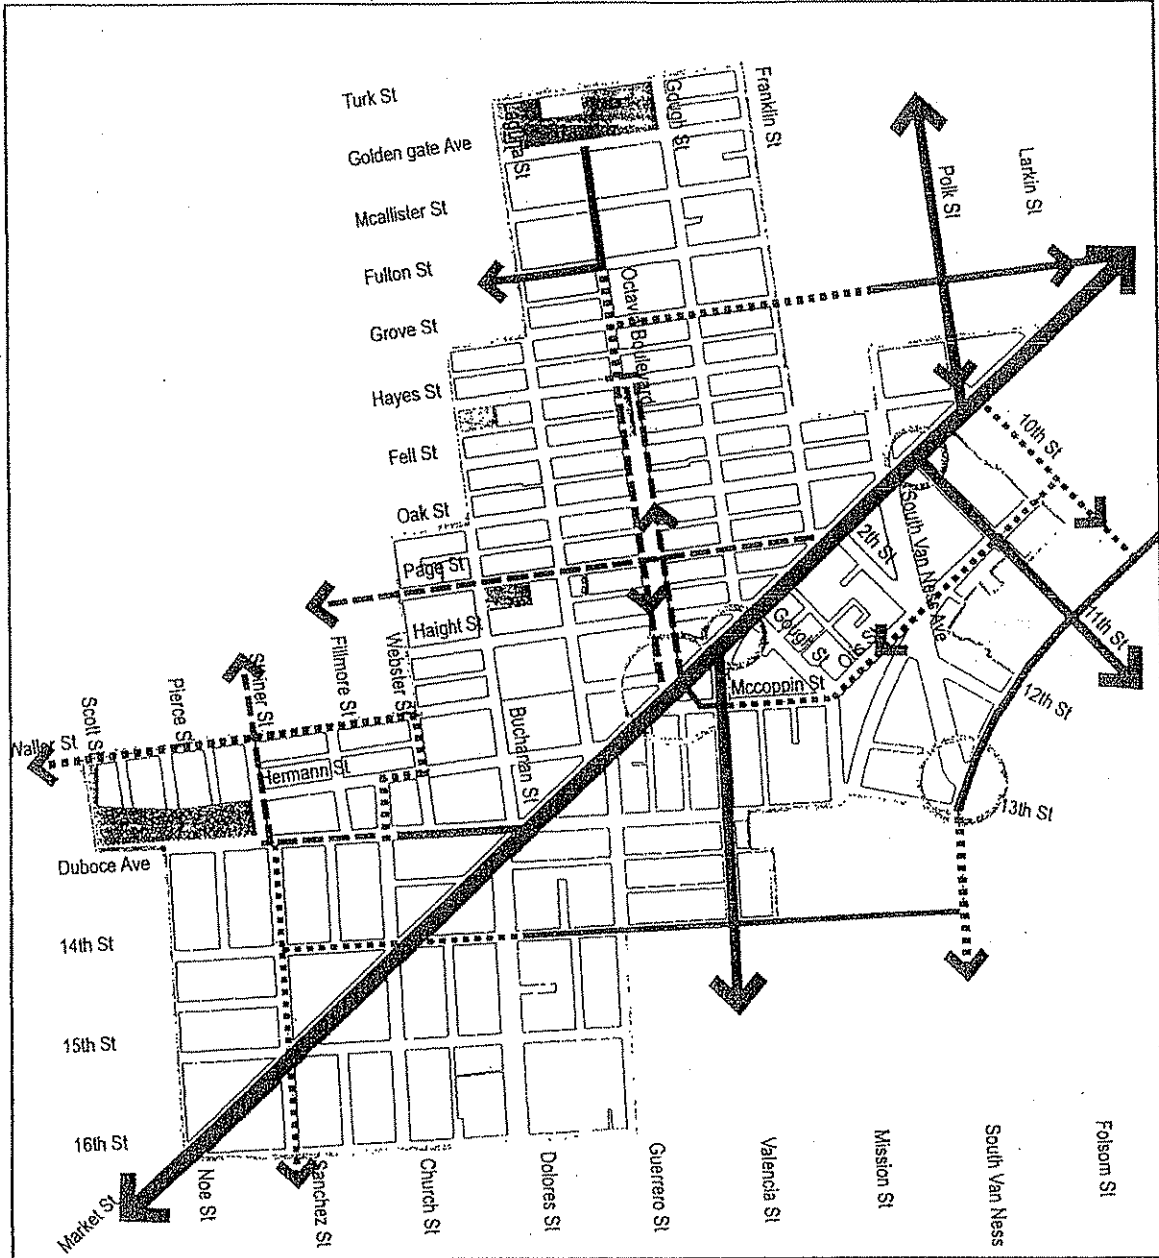 Turk St
Golden gate Ave
Mcallister St
Fulton St
Grove St
Hayes St
Fell St
Oak St
Page St
Haight St
Laguna St
Gough St
Franklin St
Polk St
Larkin St
Octavia Boulevard
10th St
11th St
12th St
13th St
2th St
South Van Ness Ave
Gough St
Mccoppin St
Webster St
Fillmore St
Steiner St
Pierce St
Scott St
Waller St
Hermann St
Buchanan St
Duboce Ave
14th St
15th St
16th St
Market St
Noe St
Sanchez St
Church St
Dolores St
Guerrero St
Valencia St
Mission St
South Van Ness
Folsom St